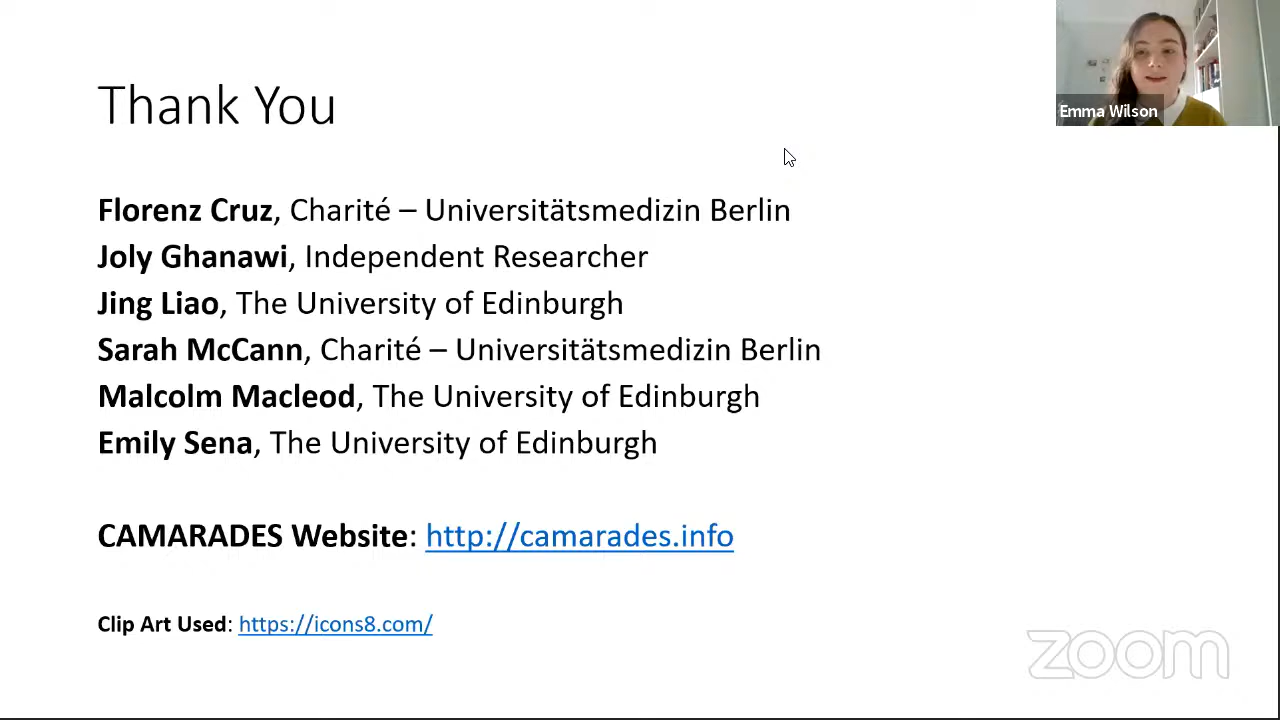 Thank You
Emma Wilson
Florenz Cruz, Charité – Universitätsmedizin Berlin
Joly Ghanawi, Independent Researcher
Jing Liao, The University of Edinburgh
Sarah McCann, Charité – Universitätsmedizin Berlin
Malcolm Macleod, The University of Edinburgh
Emily Sena, The University of Edinburgh
CAMARADES Website: http://camarades.info
Clip Art Used: https://icons8.com/
zoom